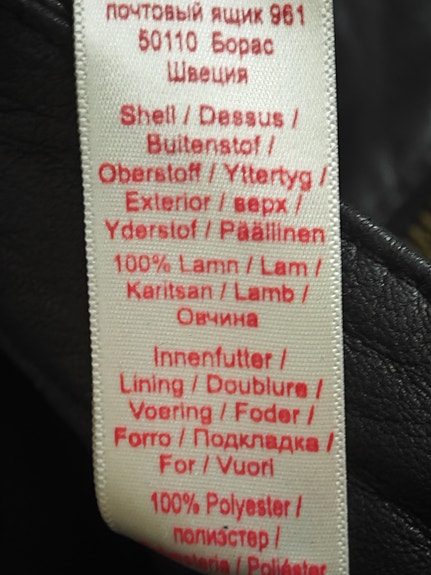 почтовый ящик 961
50110 Борас
Швеция
Shell / Dessus /
Buitenstof /
Oberstoff / Yttertyg /
Exterior / верх /
Yderstof / Päällinen
100% Lamn / Lam /
Karitsan / Lamb /
Овчина
Innenfutter /
Lining / Doublure /
Voering / Foder /
Forro / Подкладка /
For / Vuori
100% Polyester /
полиэстер /
/ Poliéster